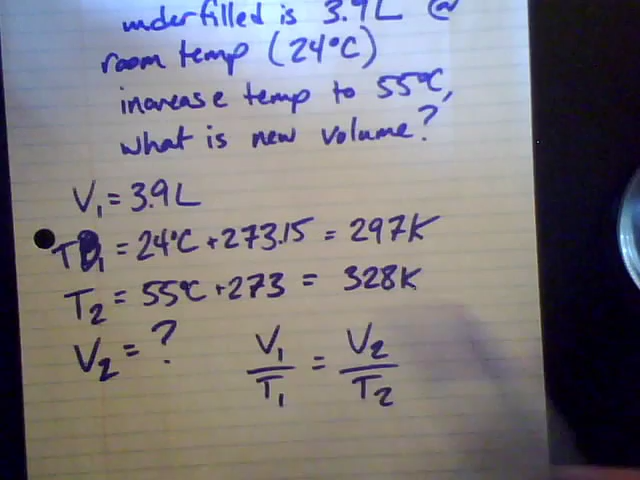 underfilled is 3.9L @
room temp (24°C)
increase temp to 55°C,
what is new volume?
V₁ = 3.9L
T₁ = 24°C + 273.15 = 297K
T₂ = 55°C + 273 = 328K
V₂ = ?
V₁/T₁ = V₂/T₂